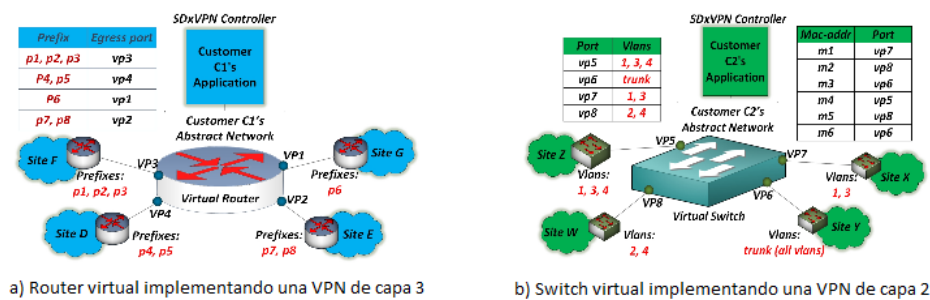 SDxVPN Controller
Prefix Egress port
p1, p2, p3 vp3
P4, p5 vp4
P6 vp1
p7, p8 vp2
Customer
C1's
Application
Customer C1's
Abstract Network
Site F
VP3
Prefixes:
p1, p2, p3
VP1
Site G
Prefixes:
p6
Virtual Router
VP4
VP2
Site D
Prefixes:
p4, p5
Prefixes:
p7, p8
Site E
a) Router virtual implementando una VPN de capa 3
SDxVPN Controller
Port Vlans
vp5 1, 3, 4
vp6 trunk
vp7 1, 3
vp8 2, 4
Customer
C2's
Application
Mac-addr Port
m1 vp7
m2 vp8
m3 vp6
m4 vp5
m5 vp8
m6 vp6
Customer C2's
Abstract Network
Site Z
VP5
Vlans:
1, 3, 4
VP7
Site X
Vlans:
1, 3
VP8
VP6
Virtual Switch
Site W
Vlans:
2, 4
Site Y
Vlans:
trunk (all vlans)
b) Switch virtual implementando una VPN de capa 2